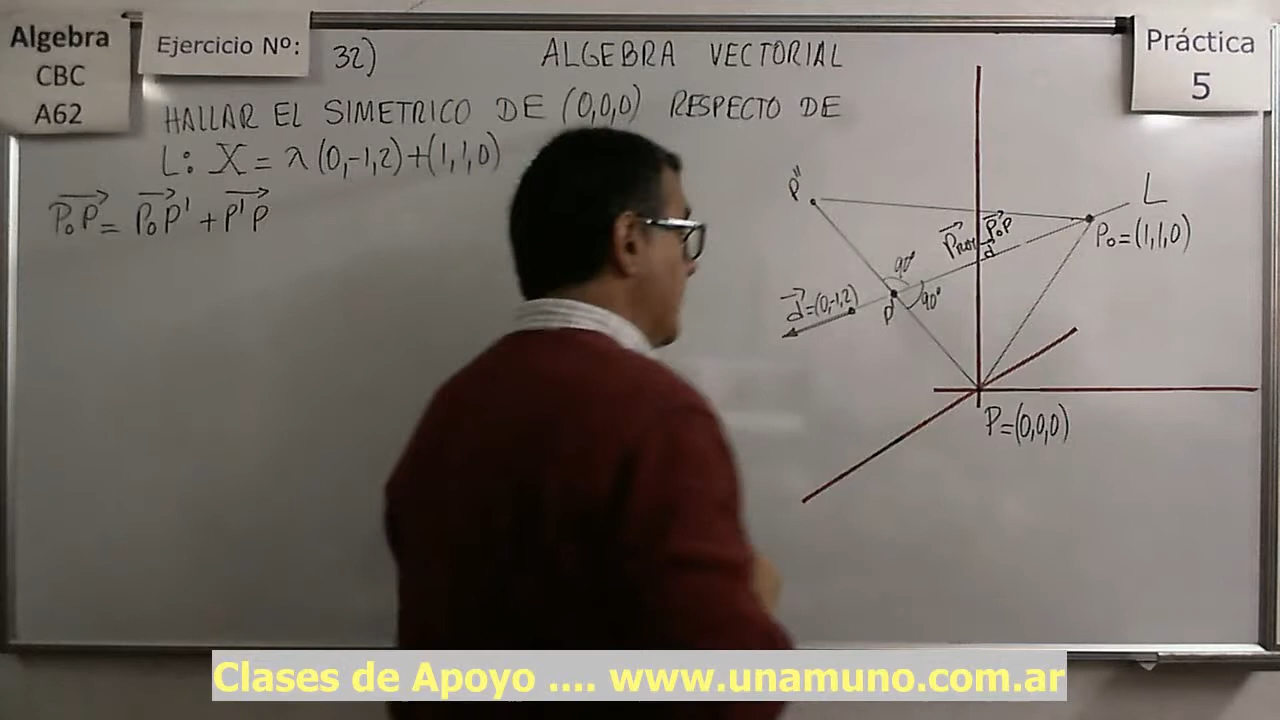 Algebra
CBC
A62
Ejercicio Nº: 32)
ALGEBRA VECTORIAL
Práctica
5
HALLAR EL SIMETRICO DE (0,0,0) RESPECTO DE
L: X = λ(0,-1,2)+(1,1,0)
P₀P = P₀P' + P'P
P''
L
P₀=(1,1,0)
Proy P₀P
d
90°
90°
d=(0,-1,2)
P'
P=(0,0,0)
Clases de Apoyo .... www.unamuno.com.ar